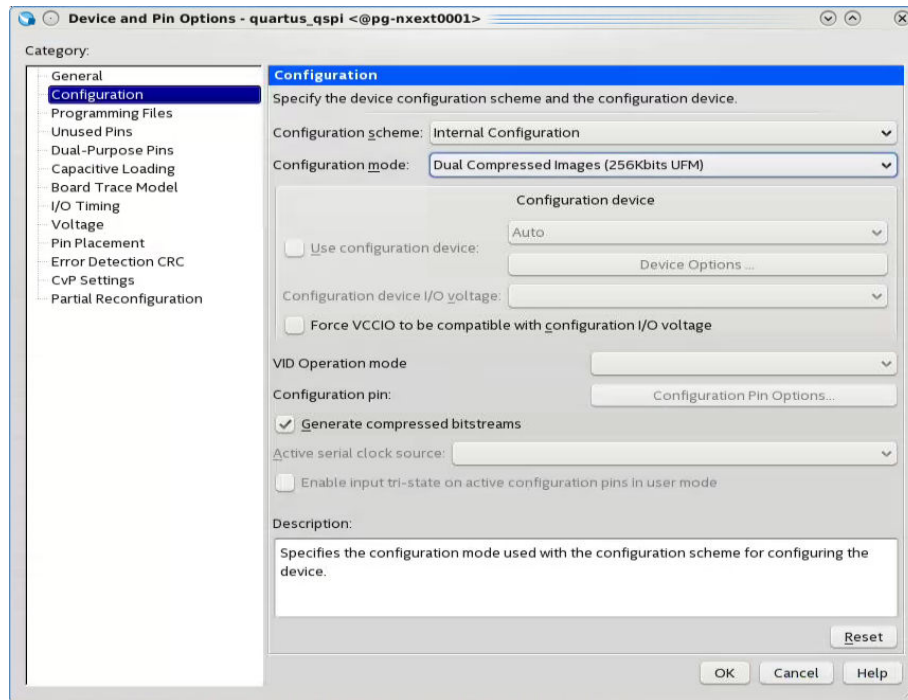 Device and Pin Options - quartus_qspi <@pg-nxext0001>
Category:
General
Configuration
Programming Files
Unused Pins
Dual-Purpose Pins
Capacitive Loading
Board Trace Model
I/O Timing
Voltage
Pin Placement
Error Detection CRC
CvP Settings
Partial Reconfiguration
Configuration
Specify the device configuration scheme and the configuration device.
Configuration scheme: Internal Configuration
Configuration mode: Dual Compressed Images (256Kbits UFM)
Configuration device
Use configuration device: Auto
Device Options ...
Configuration device I/O voltage:
Force VCCIO to be compatible with configuration I/O voltage
VID Operation mode
Configuration pin: Configuration Pin Options...
Generate compressed bitstreams
Active serial clock source:
Enable input tri-state on active configuration pins in user mode
Description:
Specifies the configuration mode used with the configuration scheme for configuring the
device.
Reset
OK Cancel Help